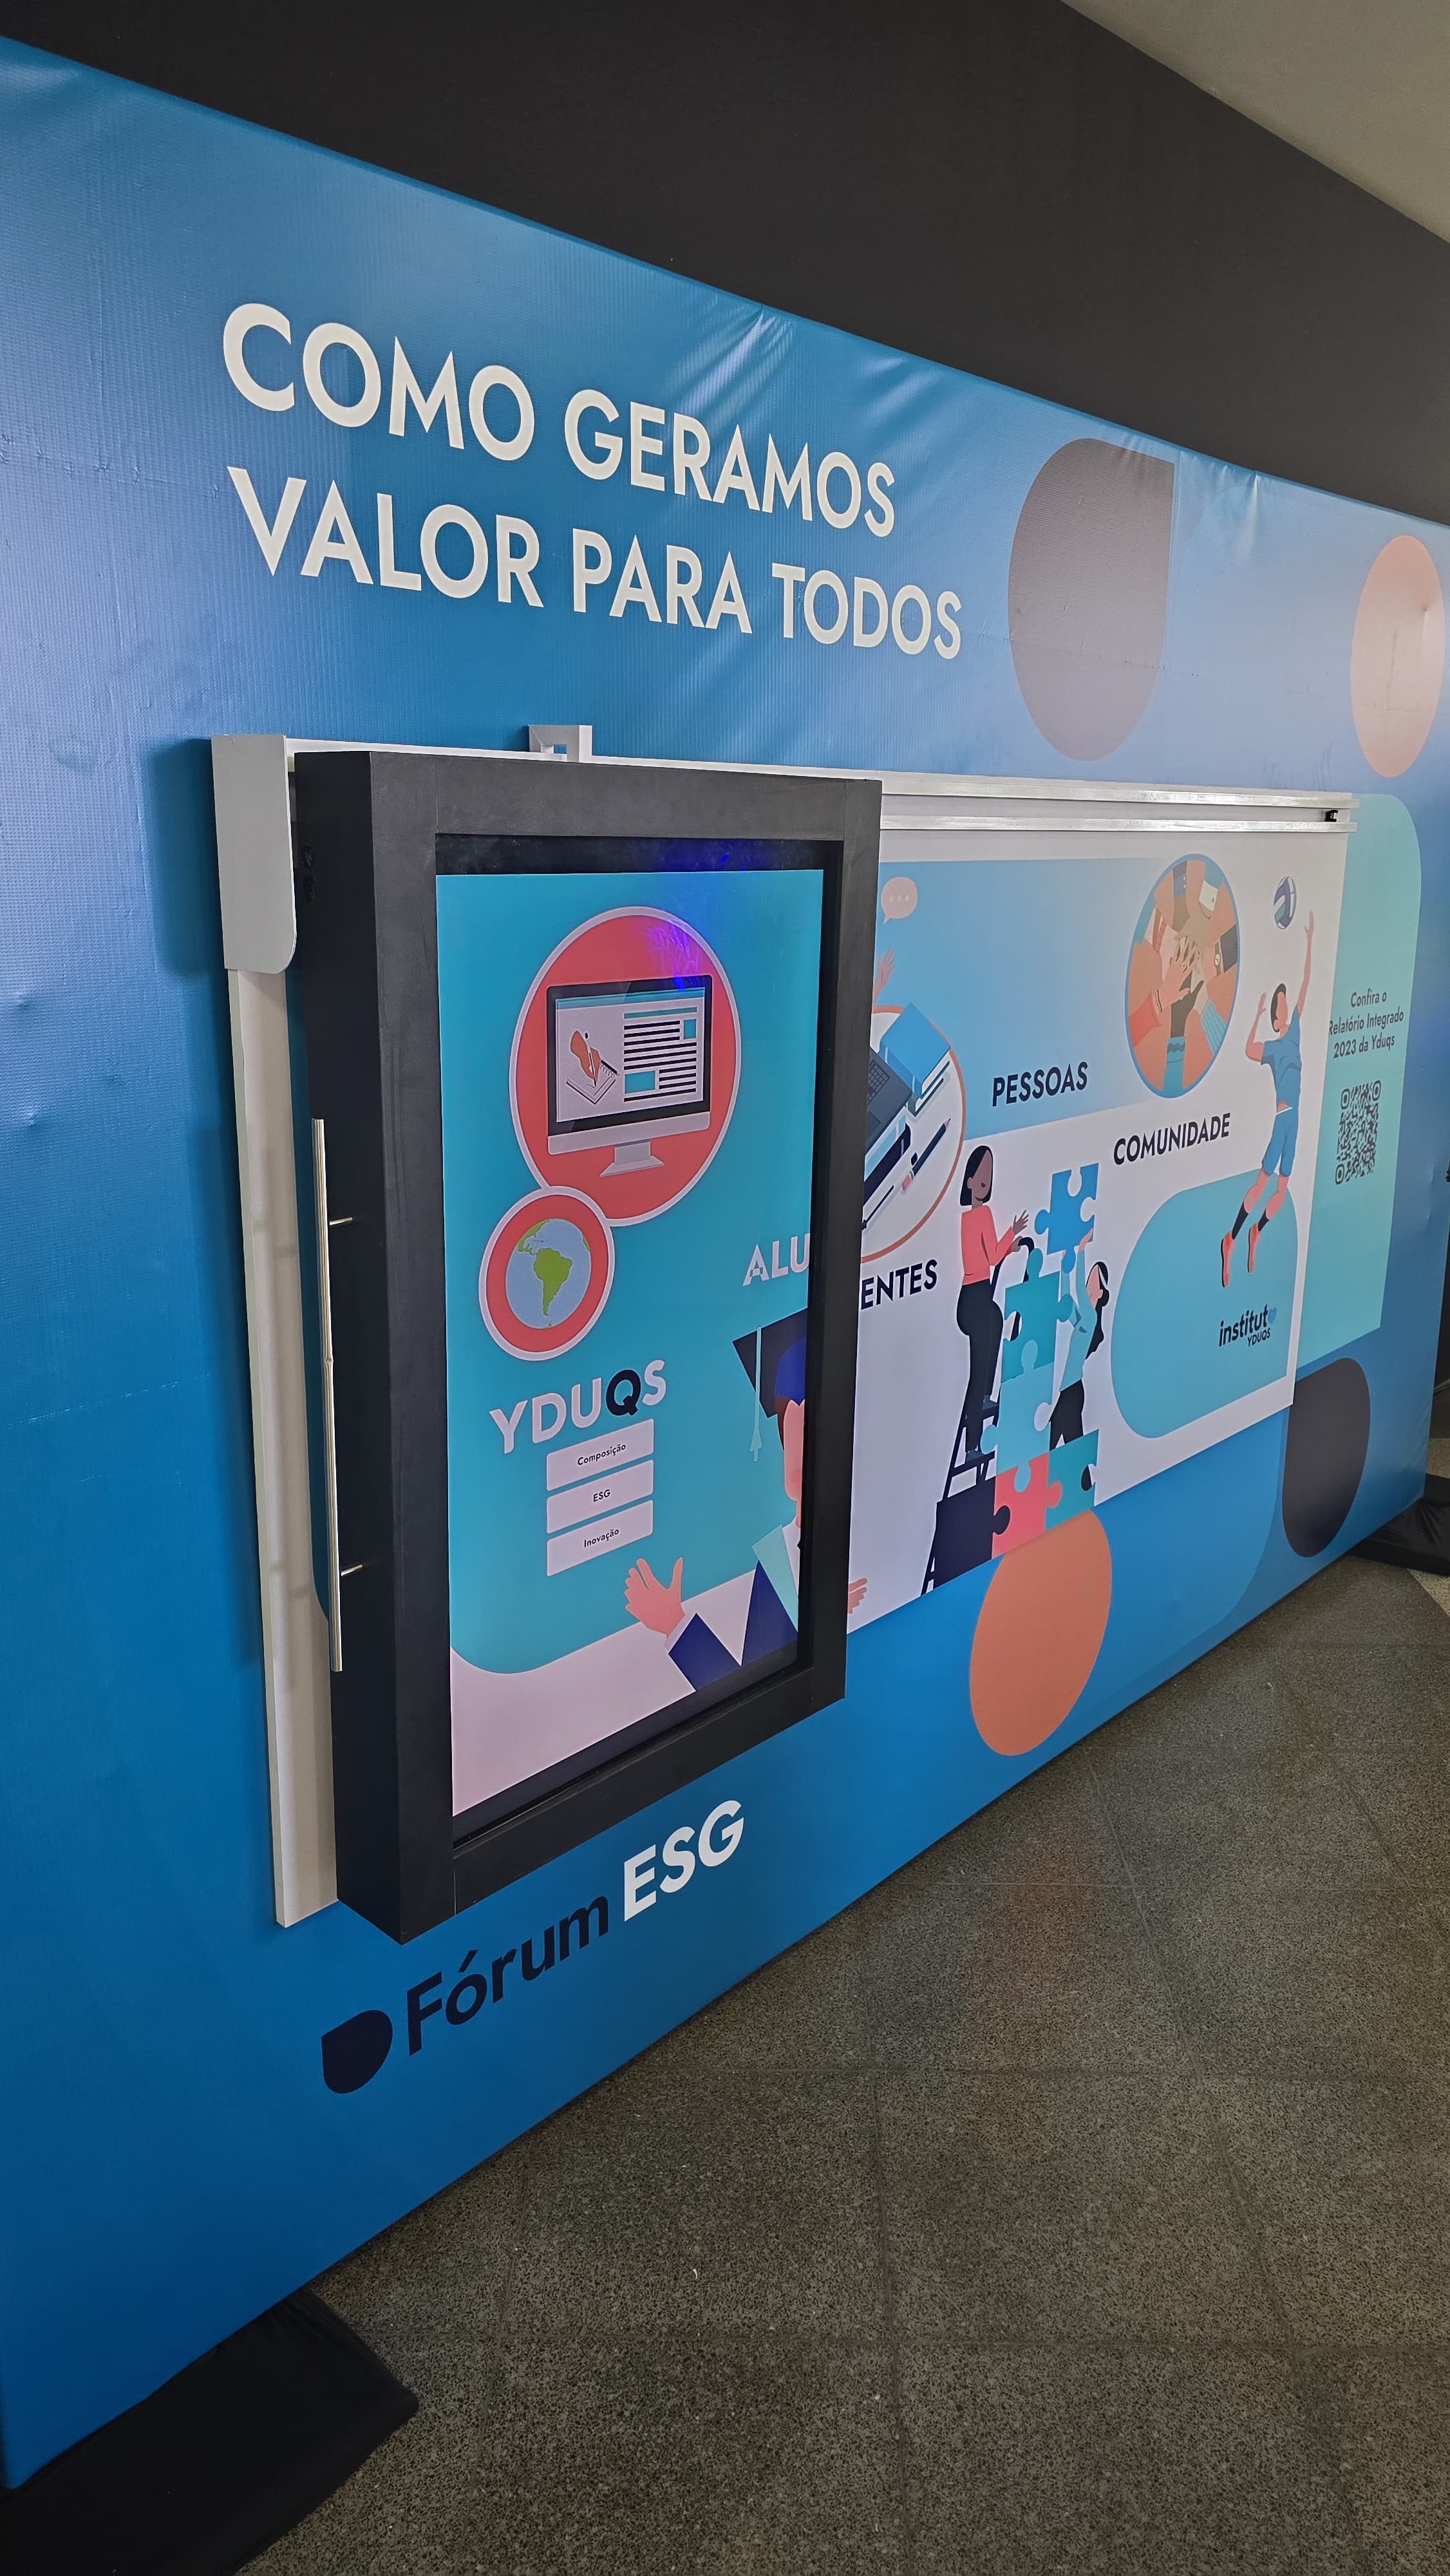 COMO GERAMOS
VALOR PARA TODOS
YDUQS
Composição
ESG
Inovação
ALU
ENTES
PESSOAS
COMUNIDADE
instituto
YDUQS
Confira o
Relatório Integrado
2023 da Yduqs
Fórum ESG